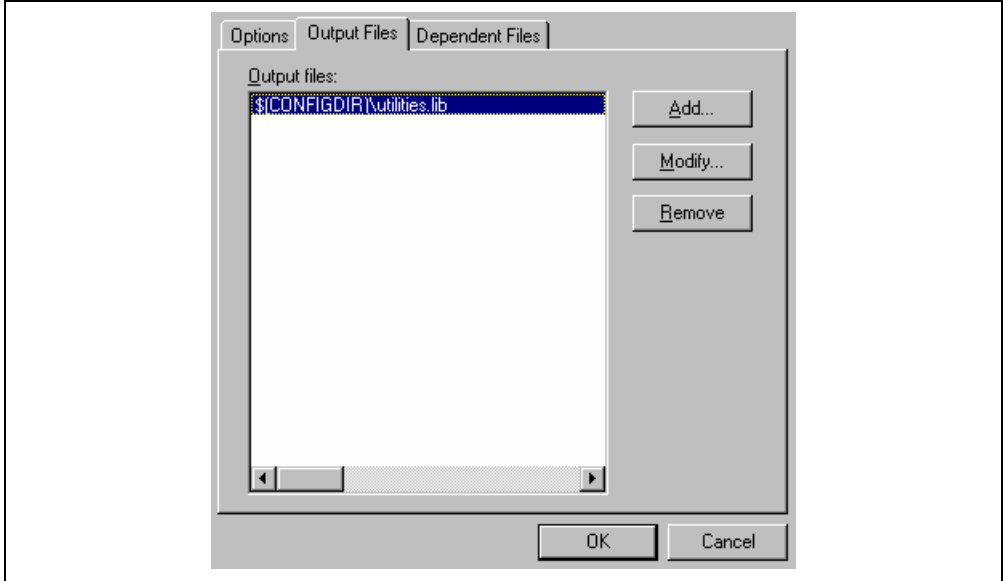 Options Output Files Dependent Files
Output files:
$(CONFIGDIR)\utilities.lib
Add...
Modify...
Remove
OK Cancel